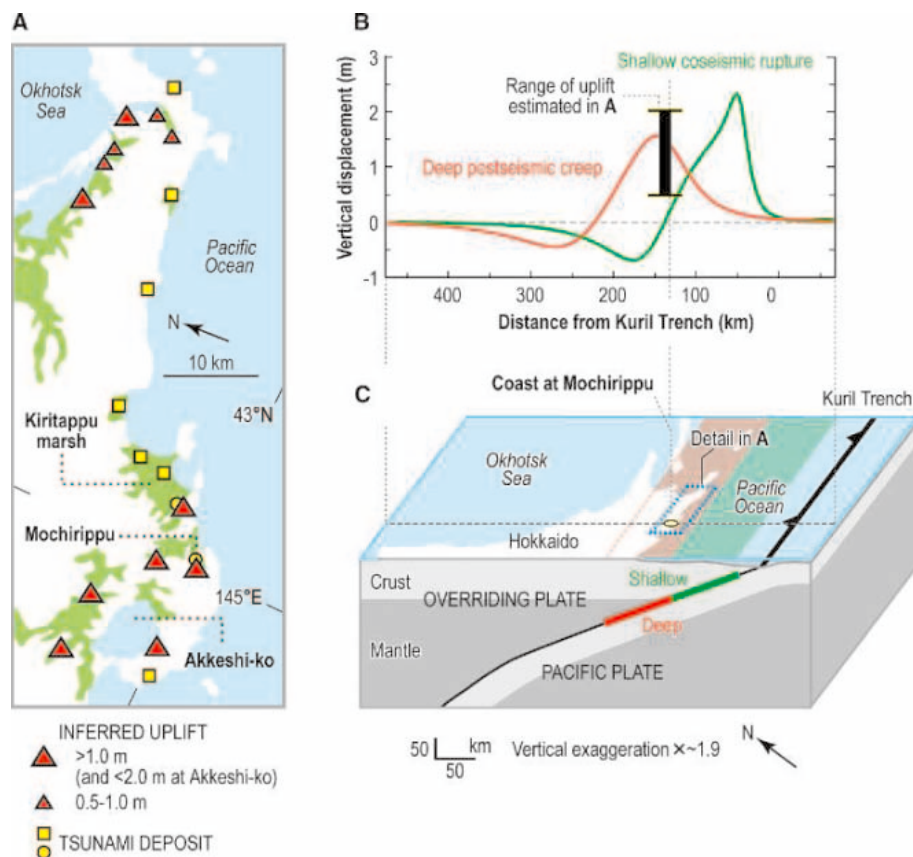 A
Okhotsk
Sea
Pacific
Ocean
N
10 km
43°N
Kiritappu
marsh
Mochirippu
145°E
Akkeshi-ko
INFERRED UPLIFT
>1.0 m
(and <2.0 m at Akkeshi-ko)
0.5-1.0 m
TSUNAMI DEPOSIT
B
3
2
1
0
-1
Vertical displacement (m)
Shallow coseismic rupture
Range of uplift
estimated in A
Deep postseismic creep
400 300 200 100 0
Distance from Kuril Trench (km)
C
Coast at Mochirippu
Kuril Trench
Detail in A
Okhotsk
Sea
Pacific
Ocean
Hokkaido
Crust
Shallow
OVERRIDING PLATE
Deep
Mantle
PACIFIC PLATE
50 km
50
Vertical exaggeration ×~1.9
N